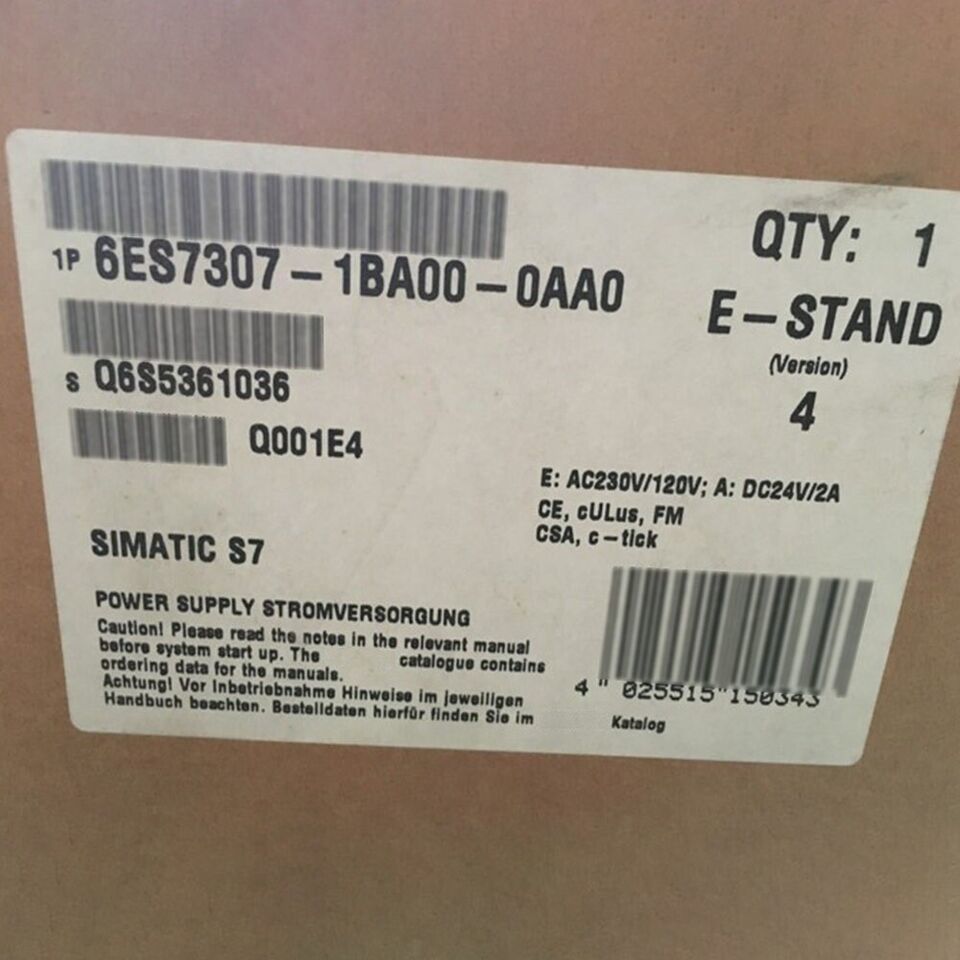 1P 6ES7307-1BA00-0AA0
QTY: 1
E-STAND
(Version)
4
S Q6S5361036
Q001E4
E: AC230V/120V; A: DC24V/2A
CE, cULus, FM
CSA, c-tick
SIMATIC S7
POWER SUPPLY STROMVERSORGUNG
Caution! Please read the notes in the relevant manual
before system start up. The catalogue contains
ordering data for the manuals.
Achtung! Vor Inbetriebnahme Hinweise im jeweiligen
Handbuch beachten. Bestelldaten hierfür finden Sie im
Katalog
4 "025515"150343